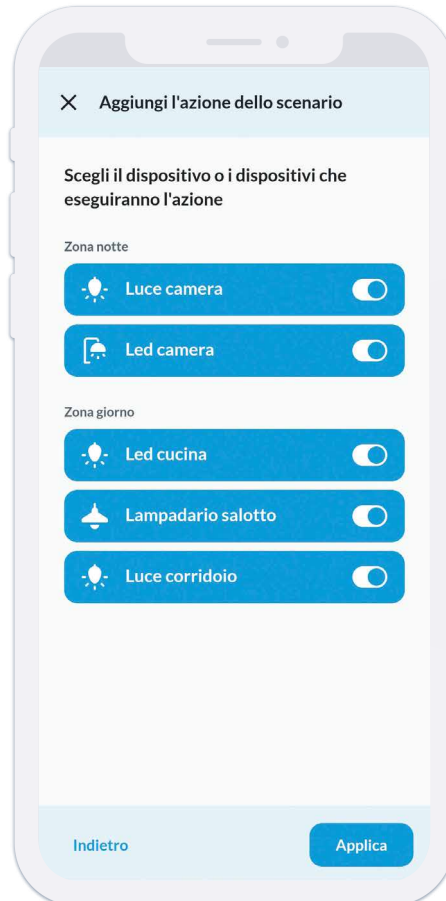 Aggiungi l'azione dello scenario
Scegli il dispositivo o i dispositivi che
eseguiranno l'azione
Zona notte
Luce camera
Led camera
Zona giorno
Led cucina
Lampadario salotto
Luce corridoio
Indietro
Applica